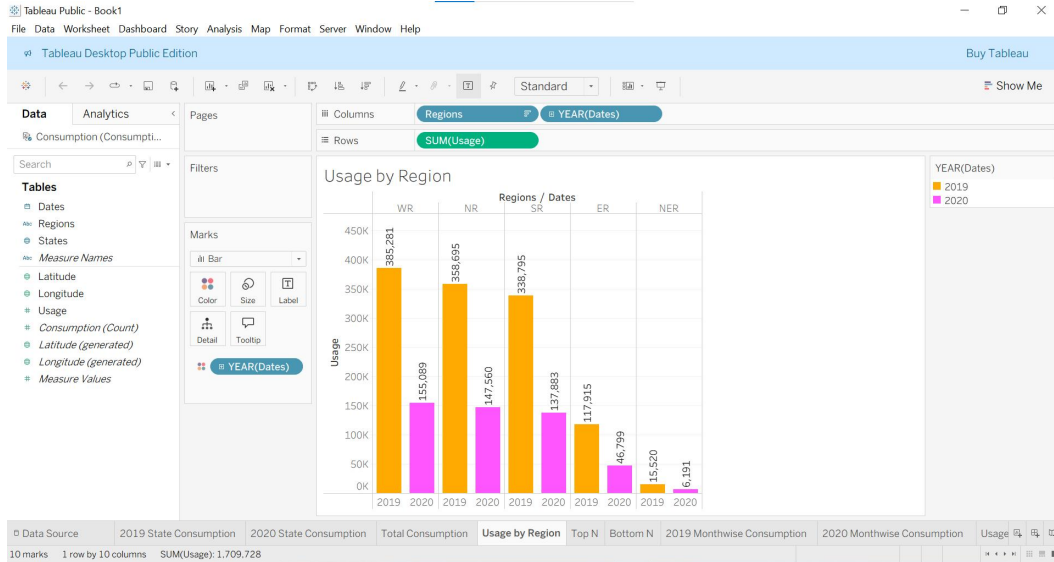 Tableau Public - Book1
File Data Worksheet Dashboard Story Analysis Map Format Server Window Help
Tableau Desktop Public Edition
Buy Tableau
Standard
Show Me
Data Analytics
Consumption (Consumpti...
Search
Tables
Dates
Abc Regions
States
Abc Measure Names
Latitude
Longitude
# Usage
# Consumption (Count)
Latitude (generated)
Longitude (generated)
# Measure Values
Pages
Filters
Marks
Bar
Color Size Label
Detail Tooltip
YEAR(Dates)
Columns Regions YEAR(Dates)
Rows SUM(Usage)
Usage by Region
Regions / Dates
WR NR SR ER NER
Usage
450K
400K
350K
300K
250K
200K
150K
100K
50K
0K
385,281
155,089
358,695
147,560
338,795
137,883
117,915
46,799
15,520
6,191
2019 2020 2019 2020 2019 2020 2019 2020 2019 2020
YEAR(Dates)
2019
2020
Data Source 2019 State Consumption 2020 State Consumption Total Consumption Usage by Region Top N Bottom N 2019 Monthwise Consumption 2020 Monthwise Consumption Usage
10 marks 1 row by 10 columns SUM(Usage): 1,709,728